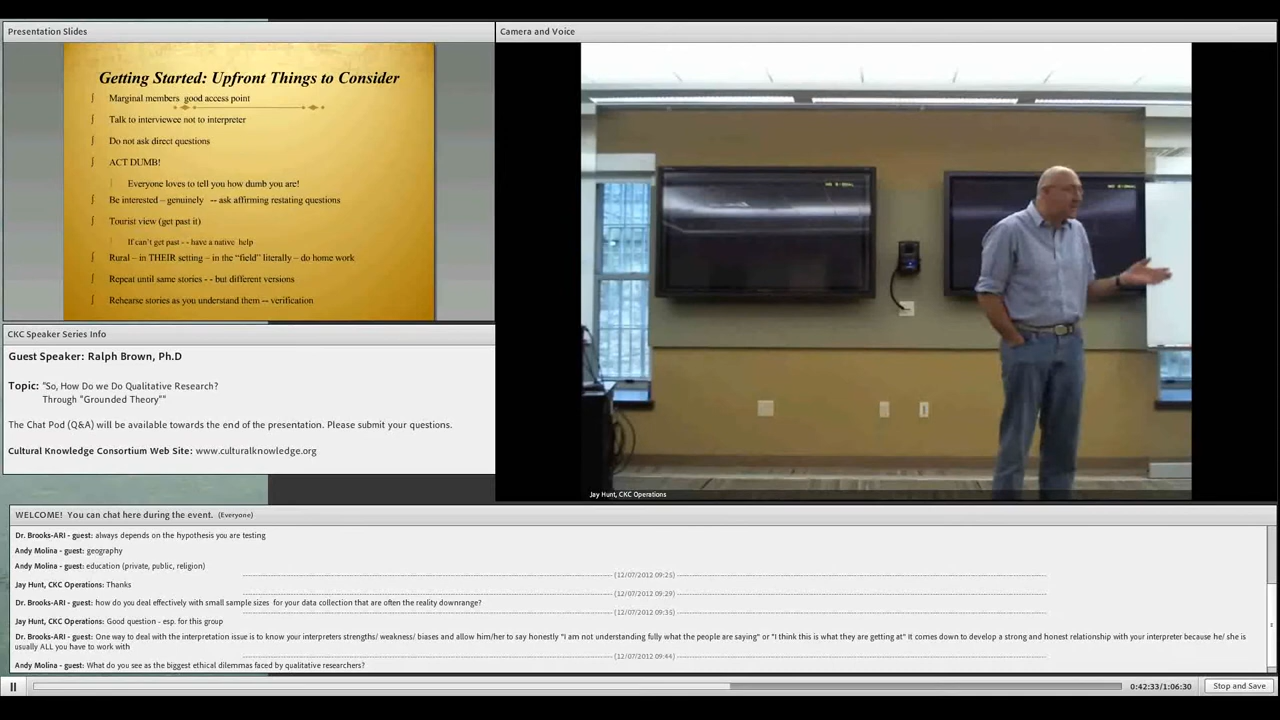 Presentation Slides
Getting Started: Upfront Things to Consider
Marginal members good access point
Talk to interviewee not to interpreter
Do not ask direct questions
ACT DUMB!
Everyone loves to tell you how dumb you are!
Be interested – genuinely -- ask affirming restating questions
Tourist view (get past it)
If can't get past - - have a native help
Rural – in THEIR setting – in the "field" literally – do home work
Repeat until same stories - - but different versions
Rehearse stories as you understand them -- verification
CKC Speaker Series Info
Guest Speaker: Ralph Brown, Ph.D
Topic: "So, How Do we Do Qualitative Research?
Through "Grounded Theory""
The Chat Pod (Q&A) will be available towards the end of the presentation. Please submit your questions.
Cultural Knowledge Consortium Web Site: www.culturalknowledge.org
Camera and Voice
Jay Hunt, CKC Operations
WELCOME! You can chat here during the event. (Everyone)
Dr. Brooks-ARI - guest: always depends on the hypothesis you are testing
Andy Molina - guest: geography
Andy Molina - guest: education (private, public, religion)
(12/07/2012 09:25)
Jay Hunt, CKC Operations: Thanks
(12/07/2012 09:29)
Dr. Brooks-ARI - guest: how do you deal effectively with small sample sizes for your data collection that are often the reality downrange?
(12/07/2012 09:35)
Jay Hunt, CKC Operations: Good question - esp. for this group
Dr. Brooks-ARI - guest: One way to deal with the interpretation issue is to know your interpreters strengths/ weakness/ biases and allow him/her to say honestly "I am not understanding fully what the people are saying" or "I think this is what they are getting at" It comes down to develop a strong and honest relationship with your interpreter because he/ she is
usually ALL you have to work with
(12/07/2012 09:44)
Andy Molina - guest: What do you see as the biggest ethical dilemmas faced by qualitative researchers?
0:42:33/1:06:30
Stop and Save